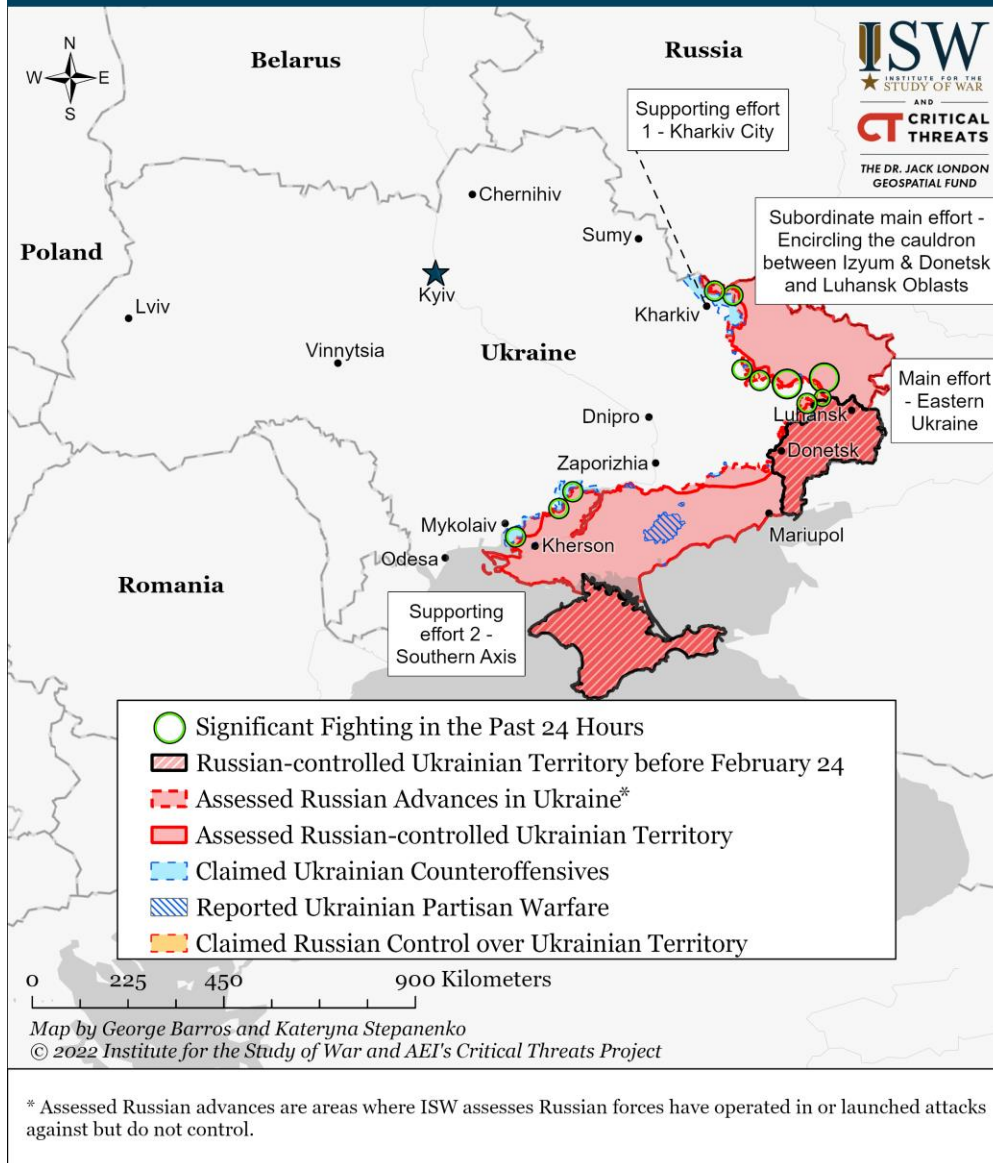 N
W E
S
Belarus
Russia
ISW
INSTITUTE FOR THE
STUDY OF WAR
AND
CT CRITICAL
THREATS
THE DR. JACK LONDON
GEOSPATIAL FUND
Supporting effort
1 - Kharkiv City
Chernihiv
Sumy
Subordinate main effort -
Encircling the cauldron
between Izyum & Donetsk
and Luhansk Oblasts
Poland
Kyiv
Lviv
Kharkiv
Vinnytsia
Ukraine
Main effort
- Eastern
Ukraine
Dnipro
Luhansk
Donetsk
Zaporizhia
Mykolaiv
Mariupol
Kherson
Odesa
Romania
Supporting
effort 2 -
Southern Axis
Significant Fighting in the Past 24 Hours
Russian-controlled Ukrainian Territory before February 24
Assessed Russian Advances in Ukraine*
Assessed Russian-controlled Ukrainian Territory
Claimed Ukrainian Counteroffensives
Reported Ukrainian Partisan Warfare
Claimed Russian Control over Ukrainian Territory
0 225 450 900 Kilometers
Map by George Barros and Kateryna Stepanenko
© 2022 Institute for the Study of War and AEI's Critical Threats Project
* Assessed Russian advances are areas where ISW assesses Russian forces have operated in or launched attacks
against but do not control.